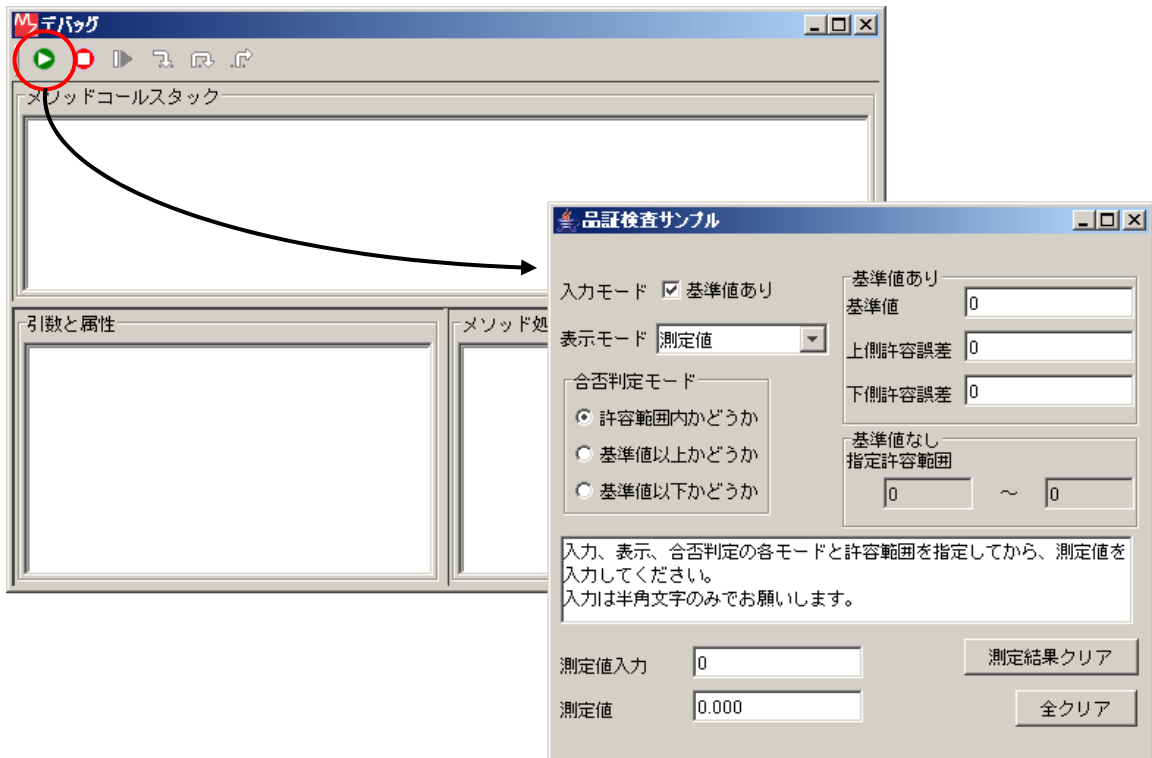 デバッグ
メソッドコールスタック
引数と属性
メソッド処
品証検査サンプル
入力モード 基準値あり
表示モード 測定値
合否判定モード
許容範囲内かどうか
基準値以上かどうか
基準値以下かどうか
基準値あり
基準値 0
上側許容誤差 0
下側許容誤差 0
基準値なし
指定許容範囲
0 ～ 0
入力、表示、合否判定の各モードと許容範囲を指定してから、測定値を
入力してください。
入力は半角文字のみでお願いします。
測定値入力 0
測定結果クリア
測定値 0.000
全クリア